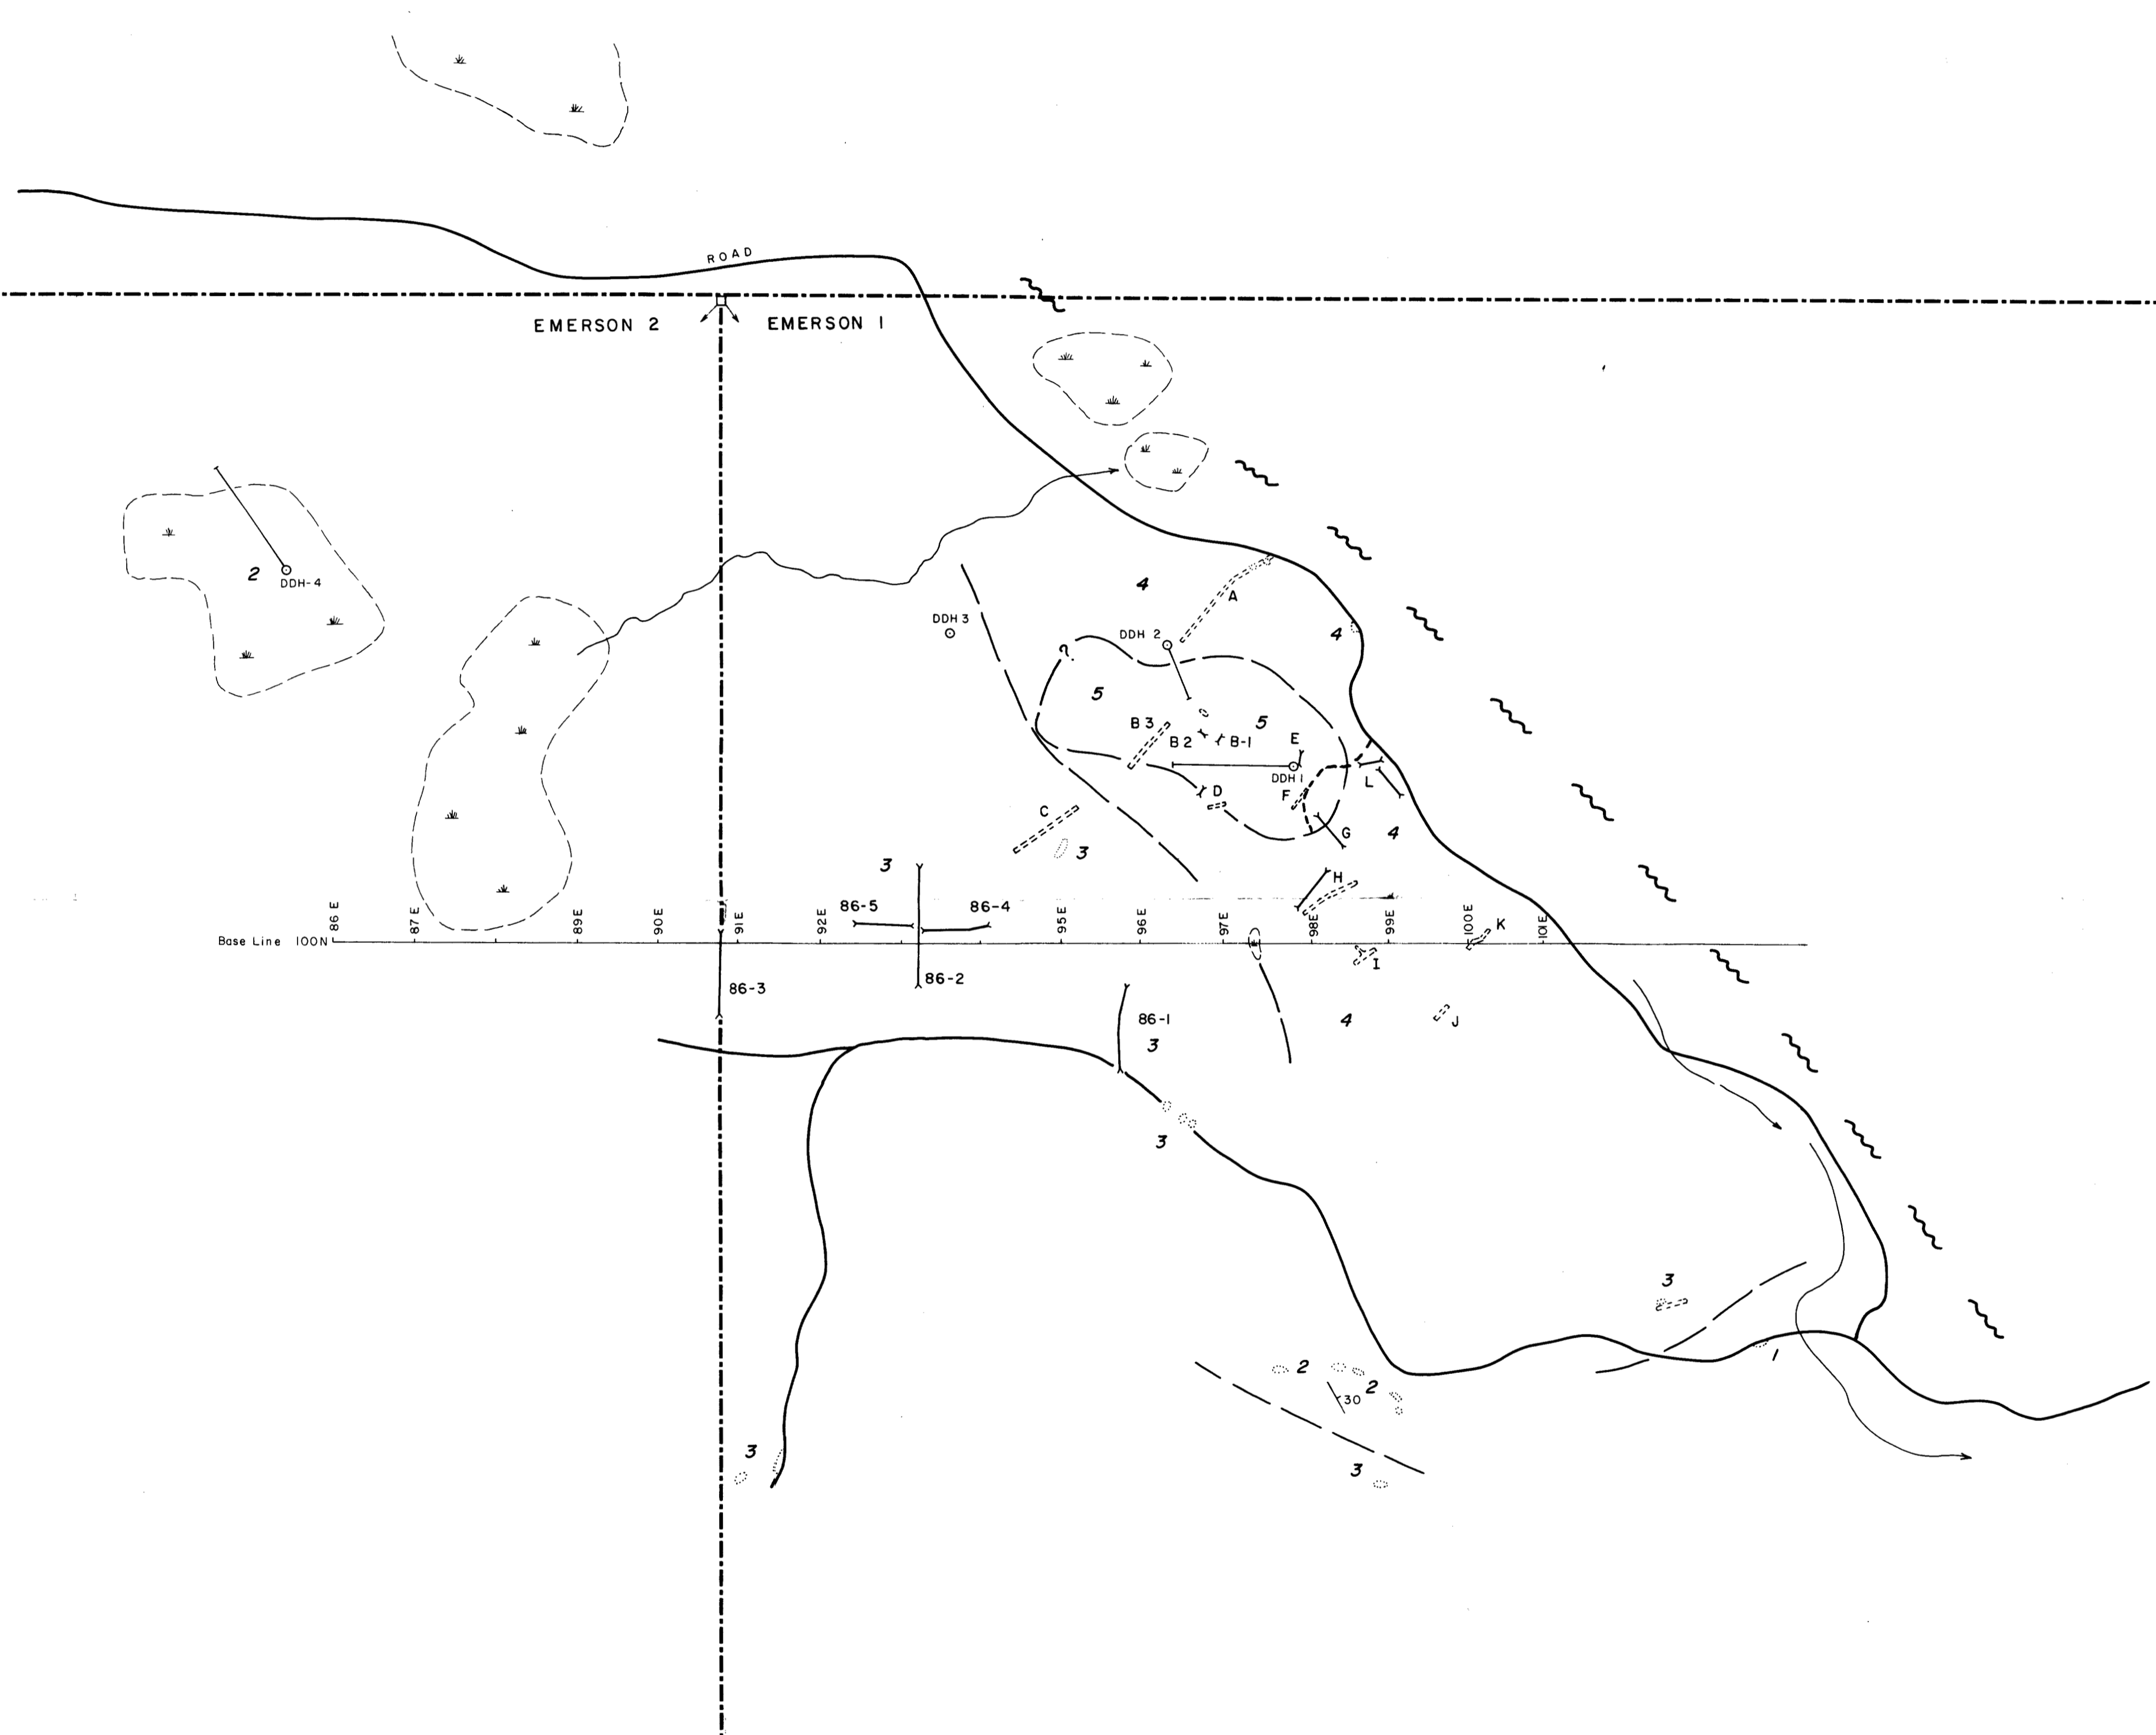 ROAD
EMERSON 2
EMERSON 1
2
DDH-4
4
A
DDH 3
DDH 2
4
?
5
5
B 3
B 2
B-1
E
DDH 1
L
D
F
C
G
4
3
3
H
86 E
87 E
89E
90E
91E
92E
86-5
86-4
95E
96E
97E
98E
99E
100E
101E
K
Base Line 100N
I
86-3
86-2
86-1
3
4
J
3
3
1
2
2
30
3
3